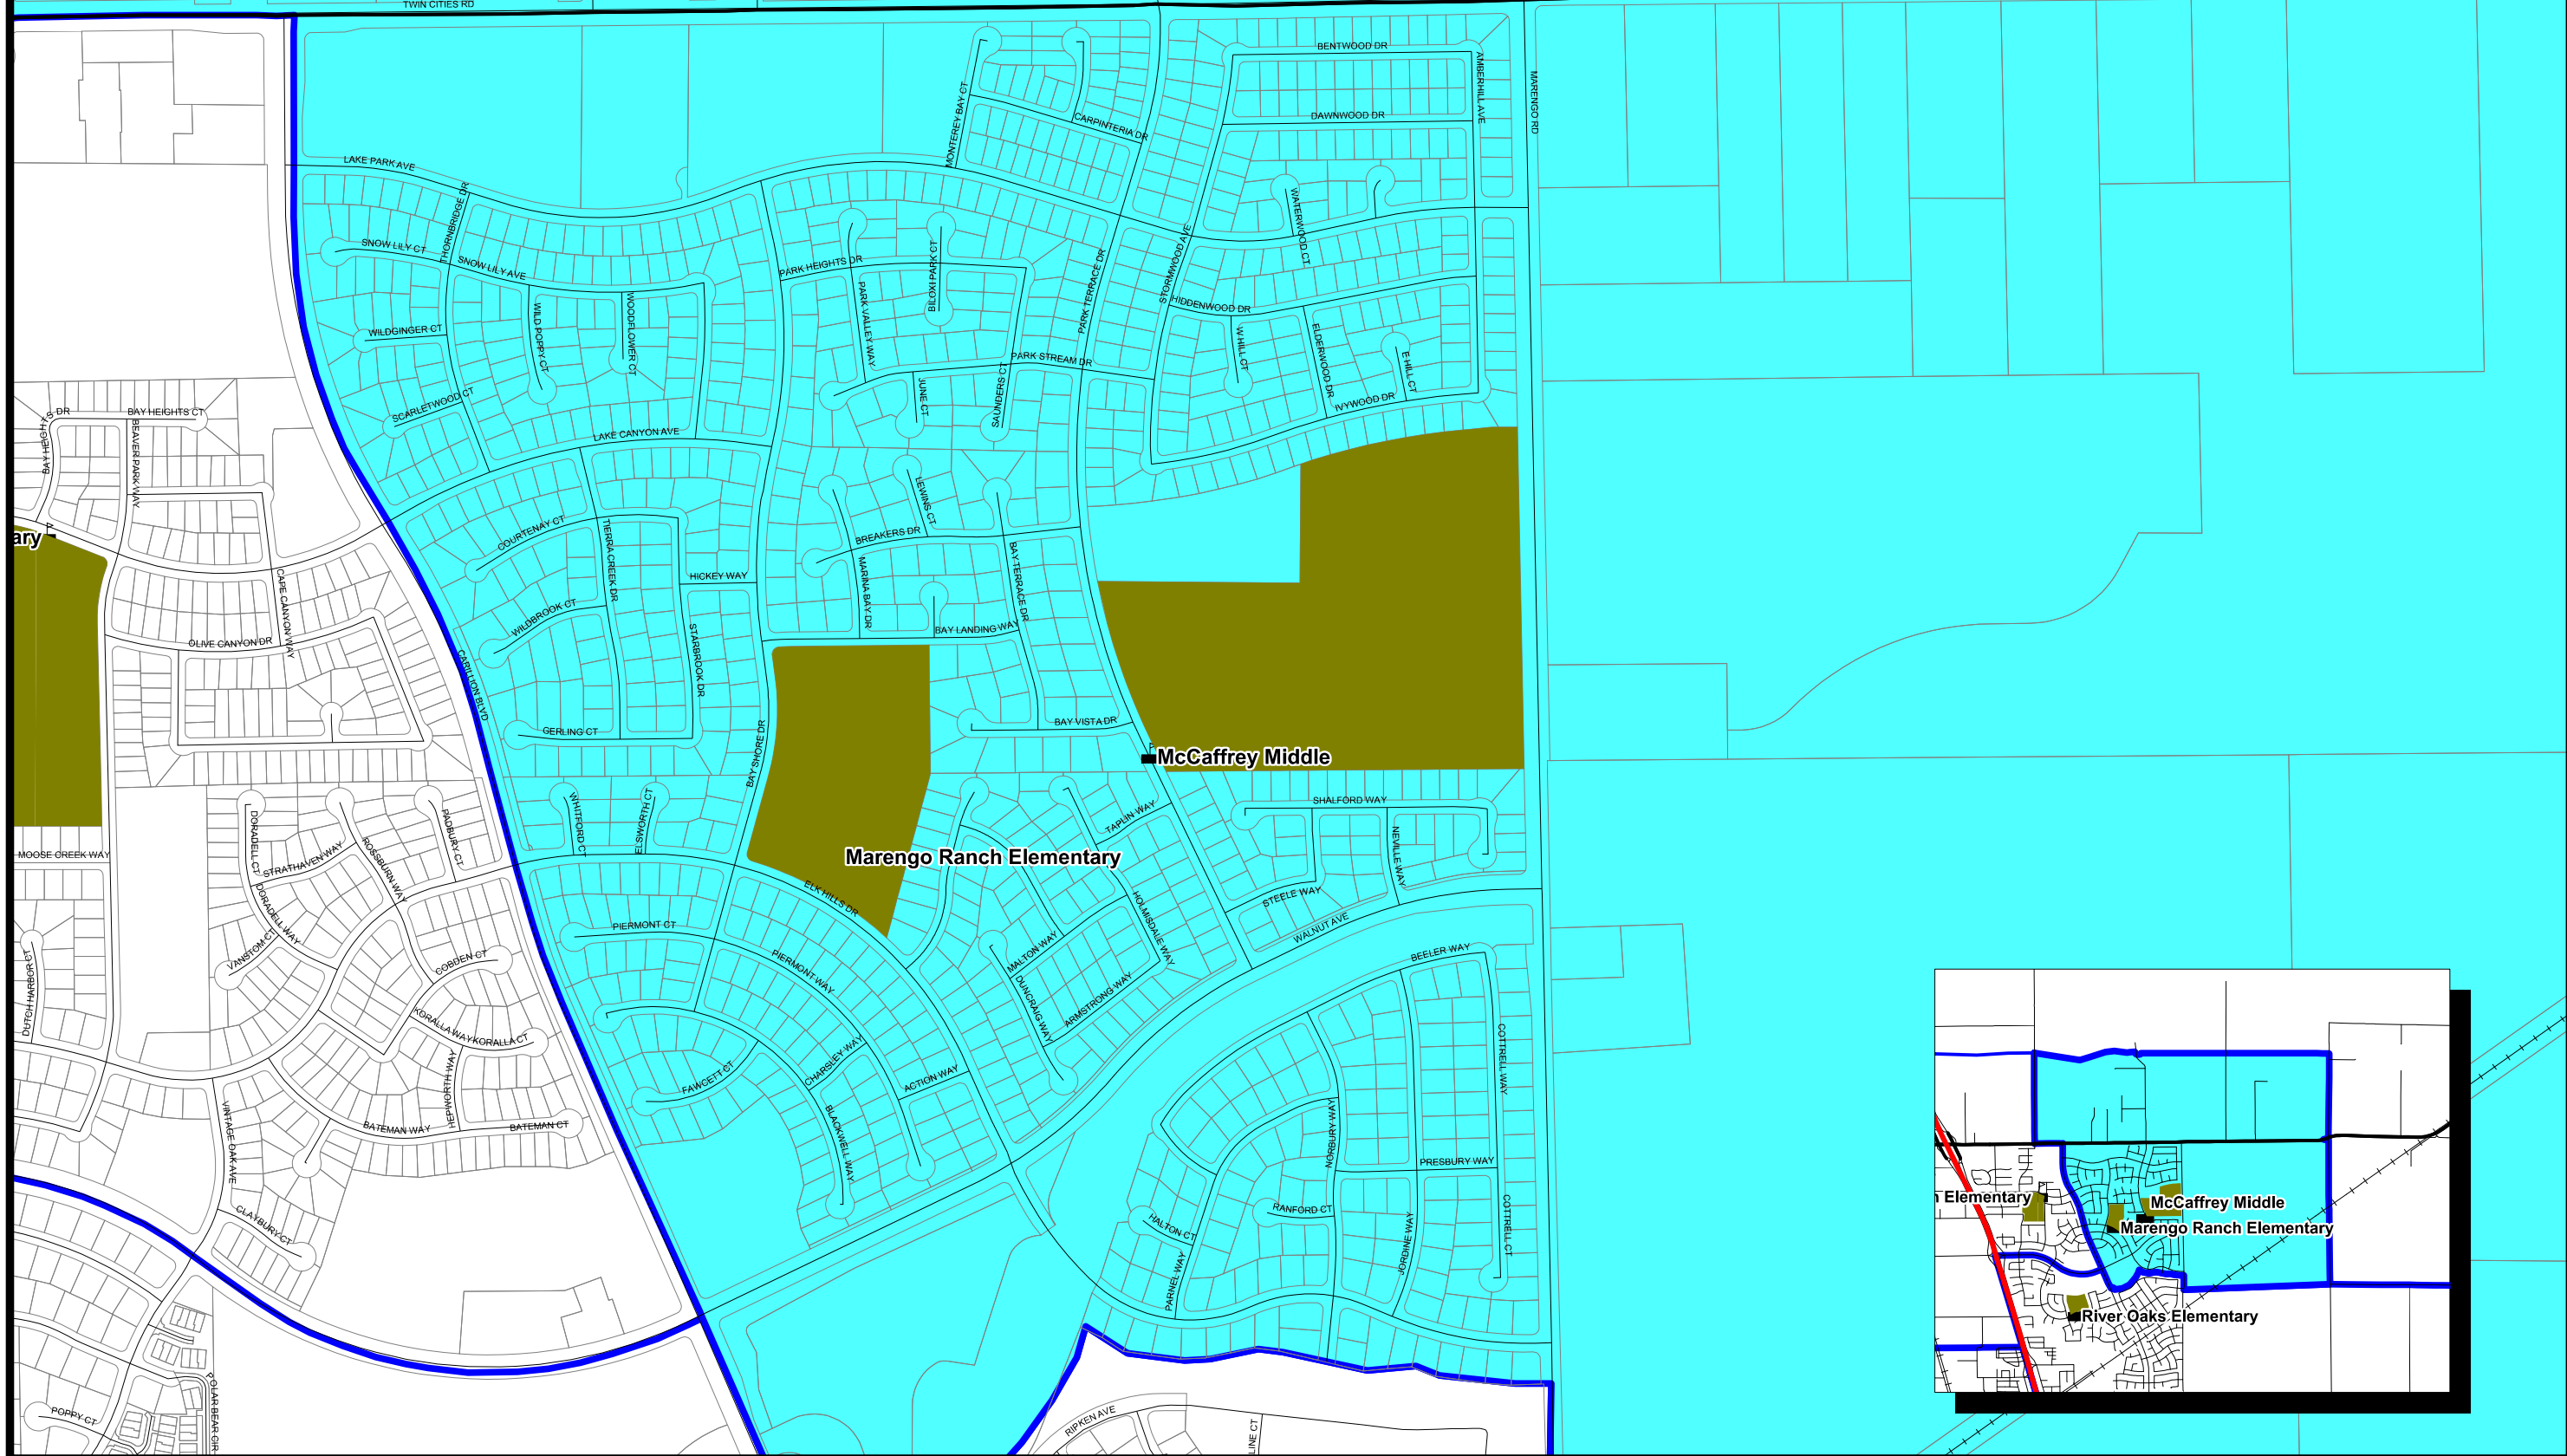 TWIN CITIES RD
BENTWOOD DR
AMBERHILL AVE
MARENGO RD
MONTEREY BAY CT
CARPINTERIA DR
DAWNWOOD DR
LAKE PARK AVE
THORNBRIDGE DR
WATERWOOD CT
STORMWOOD AVE
SNOW LILY CT
SNOW LILY AVE
PARK HEIGHTS DR
BILOXI PARK CT
PARK TERRACE DR
HIDDENWOOD DR
WILDGINGER CT
WILD POPPY CT
WOODFLOWER CT
PARK VALLEY WAY
W HILL CT
ELDERWOOD DR
E HILL CT
PARK STREAM DR
JUNE CT
SAUNDERS CT
IVYWOOD DR
SCARLETWOOD CT
BAY HEIGHTS DR
BAY HEIGHTS CT
BEAVER PARK WAY
LAKE CANYON AVE
LEWINS CT
COURTENAY CT
TIERRA CREEK DR
BREAKERS DR
ary
HICKEY WAY
MARINA BAY DR
BAY TERRACE DR
CAPE CANYON WAY
WILDBROOK CT
STARBROOK DR
BAY LANDING WAY
OLIVE CANYON DR
CARILLION BLVD
GERLING CT
BAY SHORE DR
BAY VISTA DR
McCaffrey Middle
WHITFORD CT
ELSWORTH CT
TAPLIN WAY
SHALFORD WAY
NEVILLE WAY
DORADELL CT
STRATHAVEN WAY
ROSSBURN WAY
PADBURY CT
MOOSE CREEK WAY
Marengo Ranch Elementary
DORADELL WAY
ELK HILLS DR
HOLMISDALE WAY
STEELE WAY
WALNUT AVE
PIERMONT CT
PIERMONT WAY
MALTON WAY
BEELER WAY
VANSTOM CT
COBDEN CT
DUTCH HARBOR CT
DUNCRAIG WAY
ARMSTRONG WAY
KORALLA WAY
KORALLA CT
COTTRELL WAY
HEPWORTH WAY
FAWCETT CT
CHARSLEY WAY
ACTION WAY
VINTAGE OAK AVE
BATEMAN WAY
BATEMAN CT
BLACKWELL WAY
NORBURY WAY
PRESBURY WAY
CLAYBURY CT
HALTON CT
RANFORD CT
JORDINE WAY
COTTRELL CT
PARNEL WAY
n Elementary
McCaffrey Middle
Marengo Ranch Elementary
River Oaks Elementary
POPPY CT
POLAR BEAR CIR
RIPKEN AVE
LINE CT